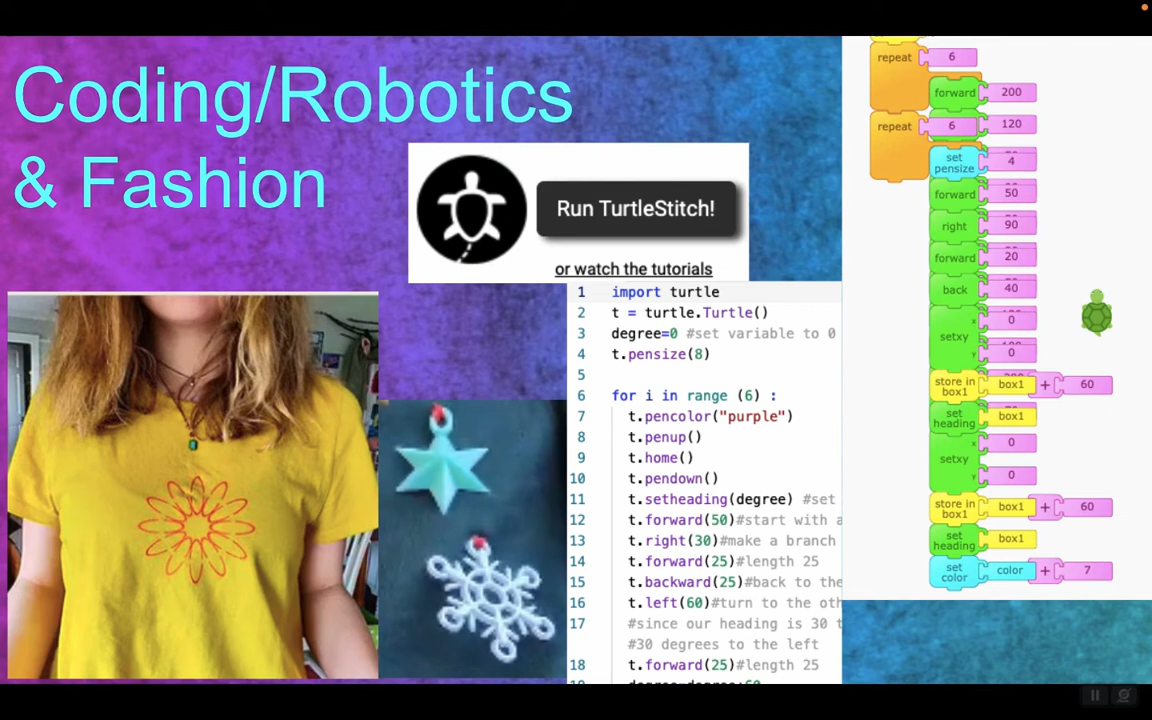 Coding/Robotics
& Fashion
Run TurtleStitch!
or watch the tutorials
1 import turtle
2 t = turtle.Turtle()
3 degree=0 #set variable to 0
4 t.pensize(8)
5
6 for i in range (6) :
7 t.pencolor("purple")
8 t.penup()
9 t.home()
10 t.pendown()
11 t.setheading(degree) #set
12 t.forward(50)#start with a
13 t.right(30)#make a branch
14 t.forward(25)#length 25
15 t.backward(25)#back to the
16 t.left(60)#turn to the oth
17 #since our heading is 30 t
#30 degrees to the left
18 t.forward(25)#length 25
repeat 6
forward 200
120
repeat 6
set pensize 4
forward 50
right 90
forward 20
back 40
setxy x 0
y 0
store in box1 box1 + 60
set heading box1
setxy x 0
y 0
store in box1 box1 + 60
set heading box1
set color color + 7